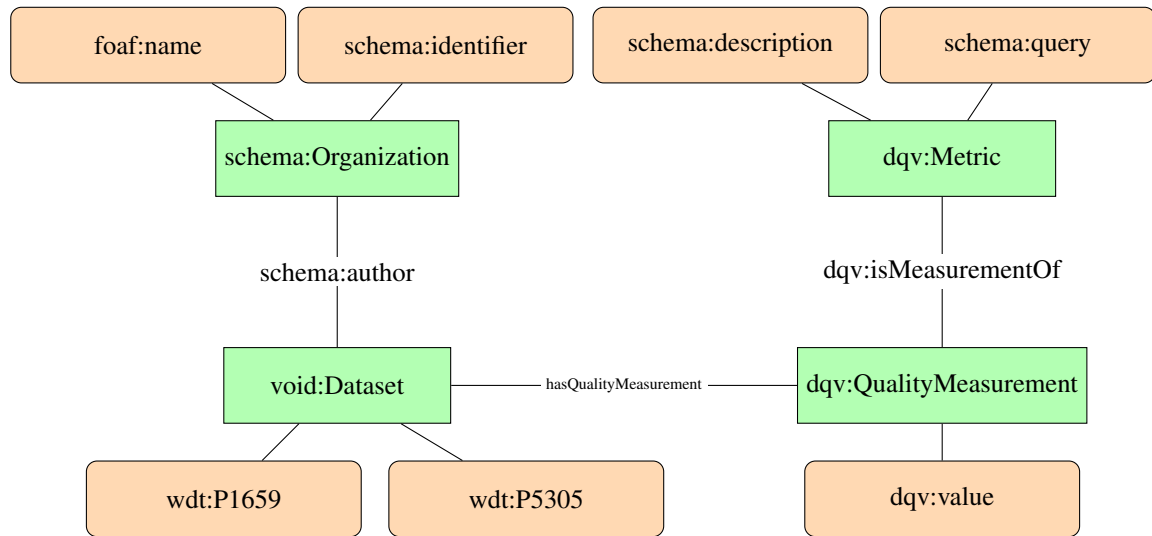 foaf:name
schema:identifier
schema:description
schema:query
schema:Organization
dqv:Metric
schema:author
dqv:isMeasurementOf
void:Dataset
hasQualityMeasurement
dqv:QualityMeasurement
wdt:P1659
wdt:P5305
dqv:value